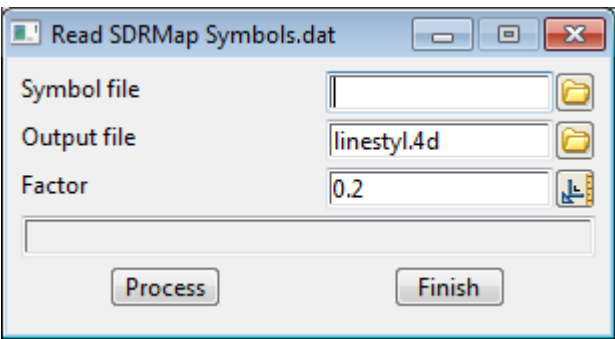 Read SDRMap Symbols.dat
Symbol file
Output file linestyl.4d
Factor 0.2
Process Finish